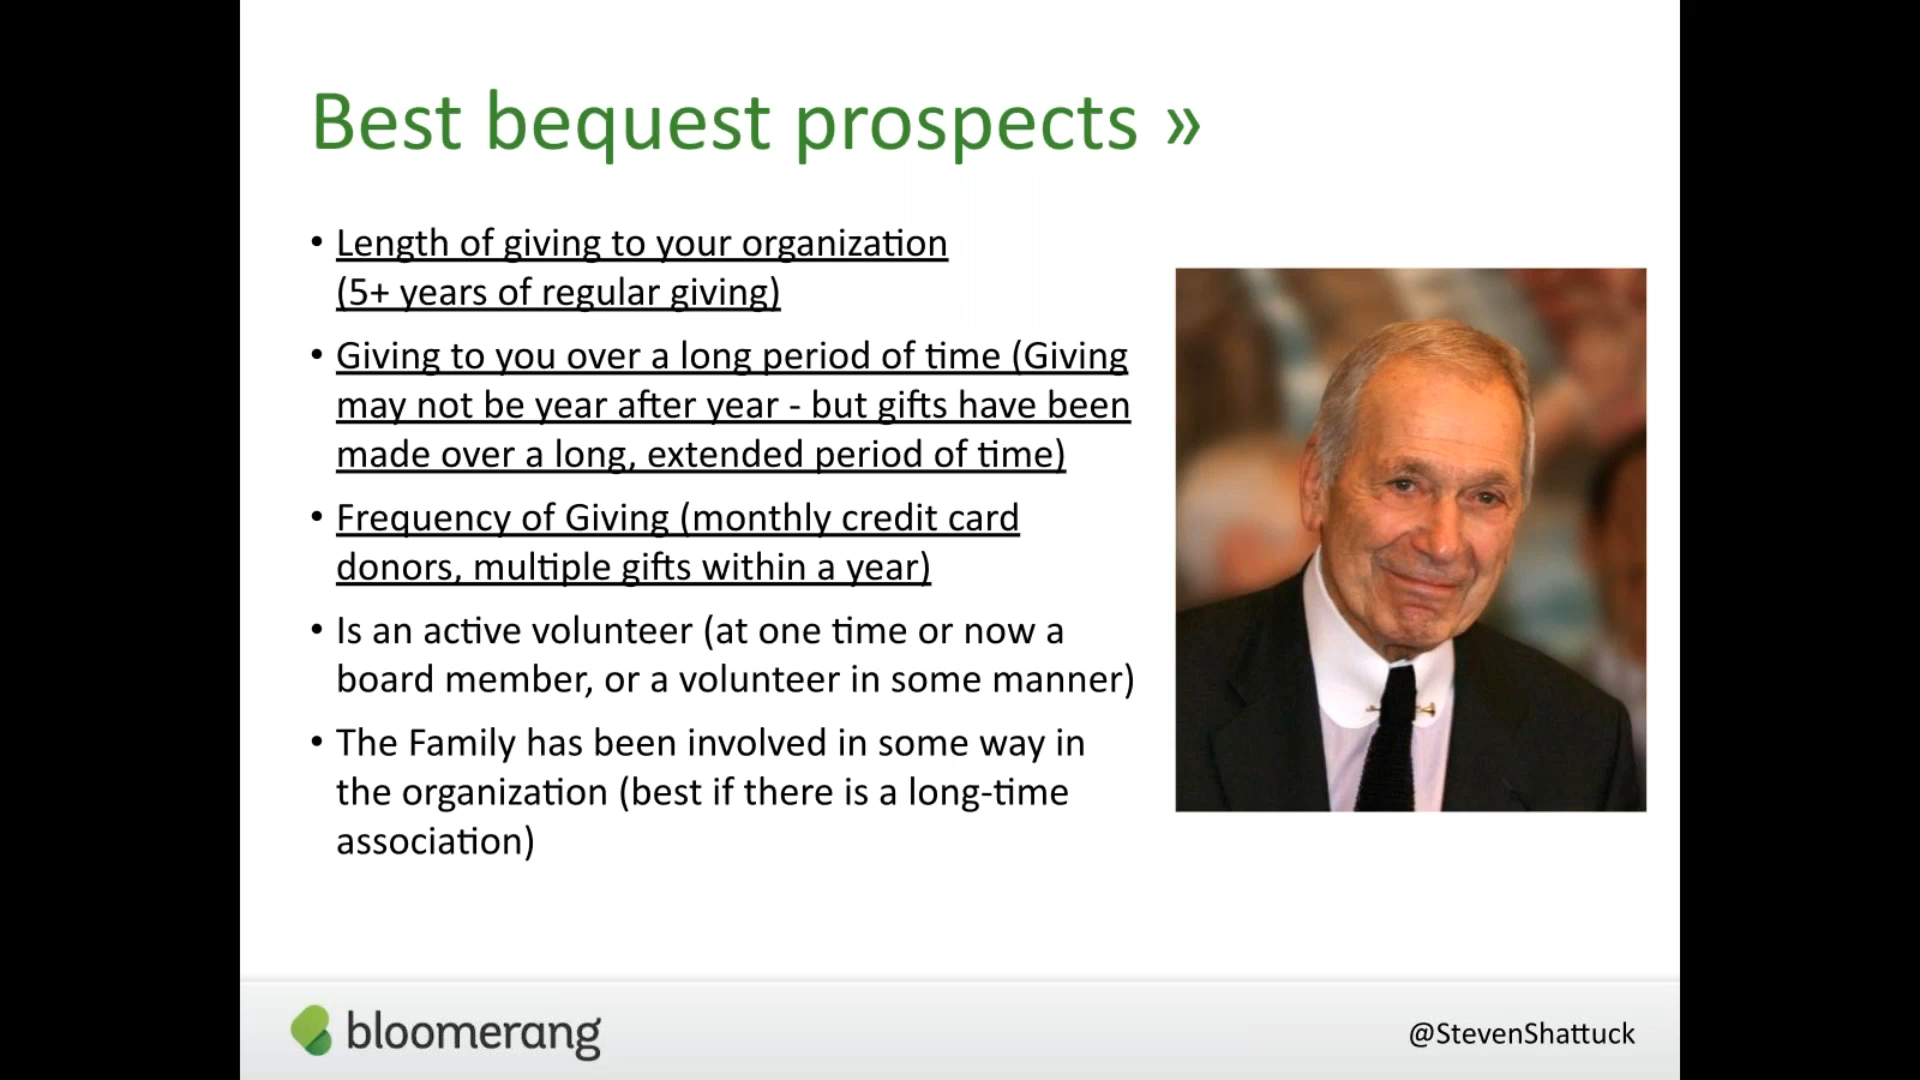 Best bequest prospects »
• Length of giving to your organization
(5+ years of regular giving)
• Giving to you over a long period of time (Giving
may not be year after year - but gifts have been
made over a long, extended period of time)
• Frequency of Giving (monthly credit card
donors, multiple gifts within a year)
• Is an active volunteer (at one time or now a
board member, or a volunteer in some manner)
• The Family has been involved in some way in
the organization (best if there is a long-time
association)
bloomerang
@StevenShattuck